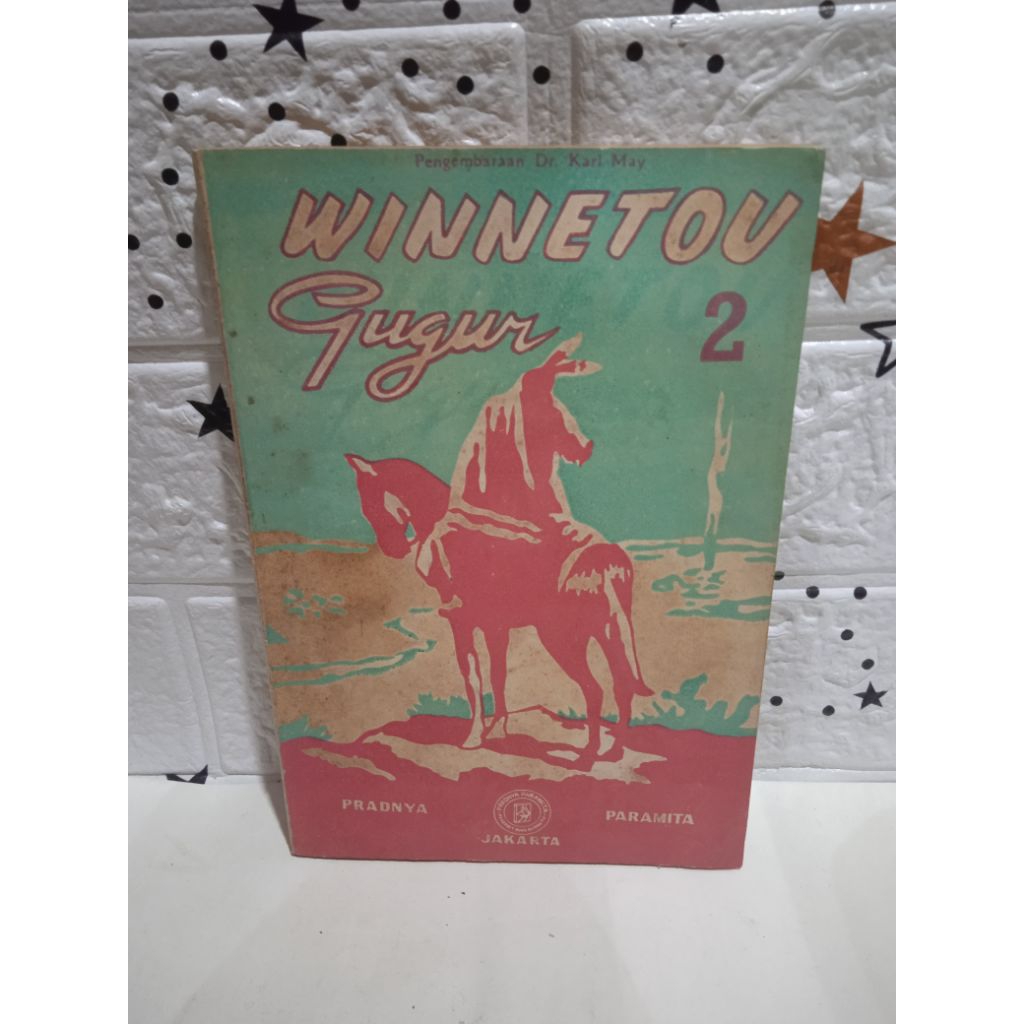 Pengembaraan Dr. Karl May
WINNETOU
Gugur
2
PRADNYA
PARAMITA
JAKARTA